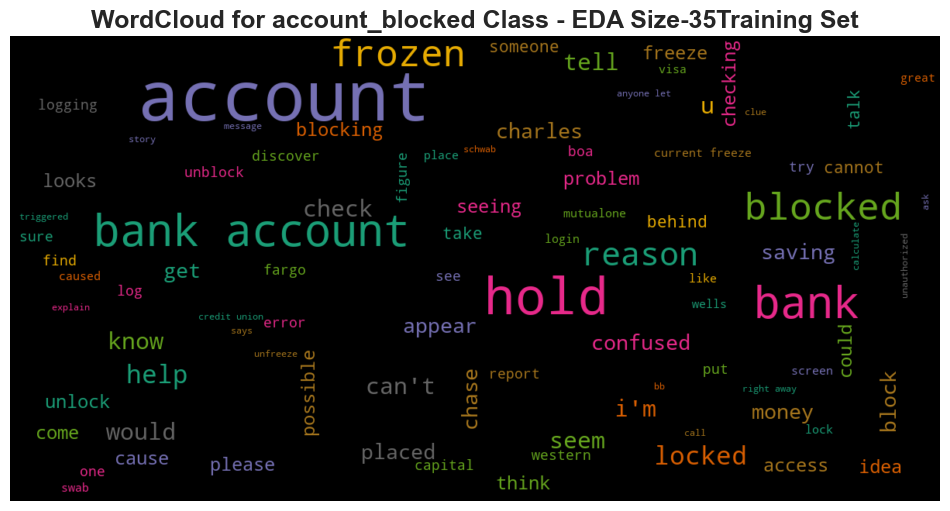 WordCloud for account_blocked Class - EDA Size-35Training Set
frozen
someone
tell
freeze
visa
checking
great
account
logging
anyone let
u
clue
talk
story
message
blocking
charles
discover
figure
place
schwab
boa
current freeze
try
cannot
looks
unblock
problem
check
seeing
mutualone
behind
blocked
ask
triggered
sure
bank account
take
login
reason
saving
calculate
unauthorized
find
caused
get
fargo
see
like
log
hold
wells
bank
explain
credit union
says
error
appear
know
confused
could
unfreeze
help
possible
can't
chase
report
put
screen
bb
right away
block
unlock
i'm
money
come
would
seem
call
lock
cause
please
placed
capital
western
locked
access
idea
one
swab
think